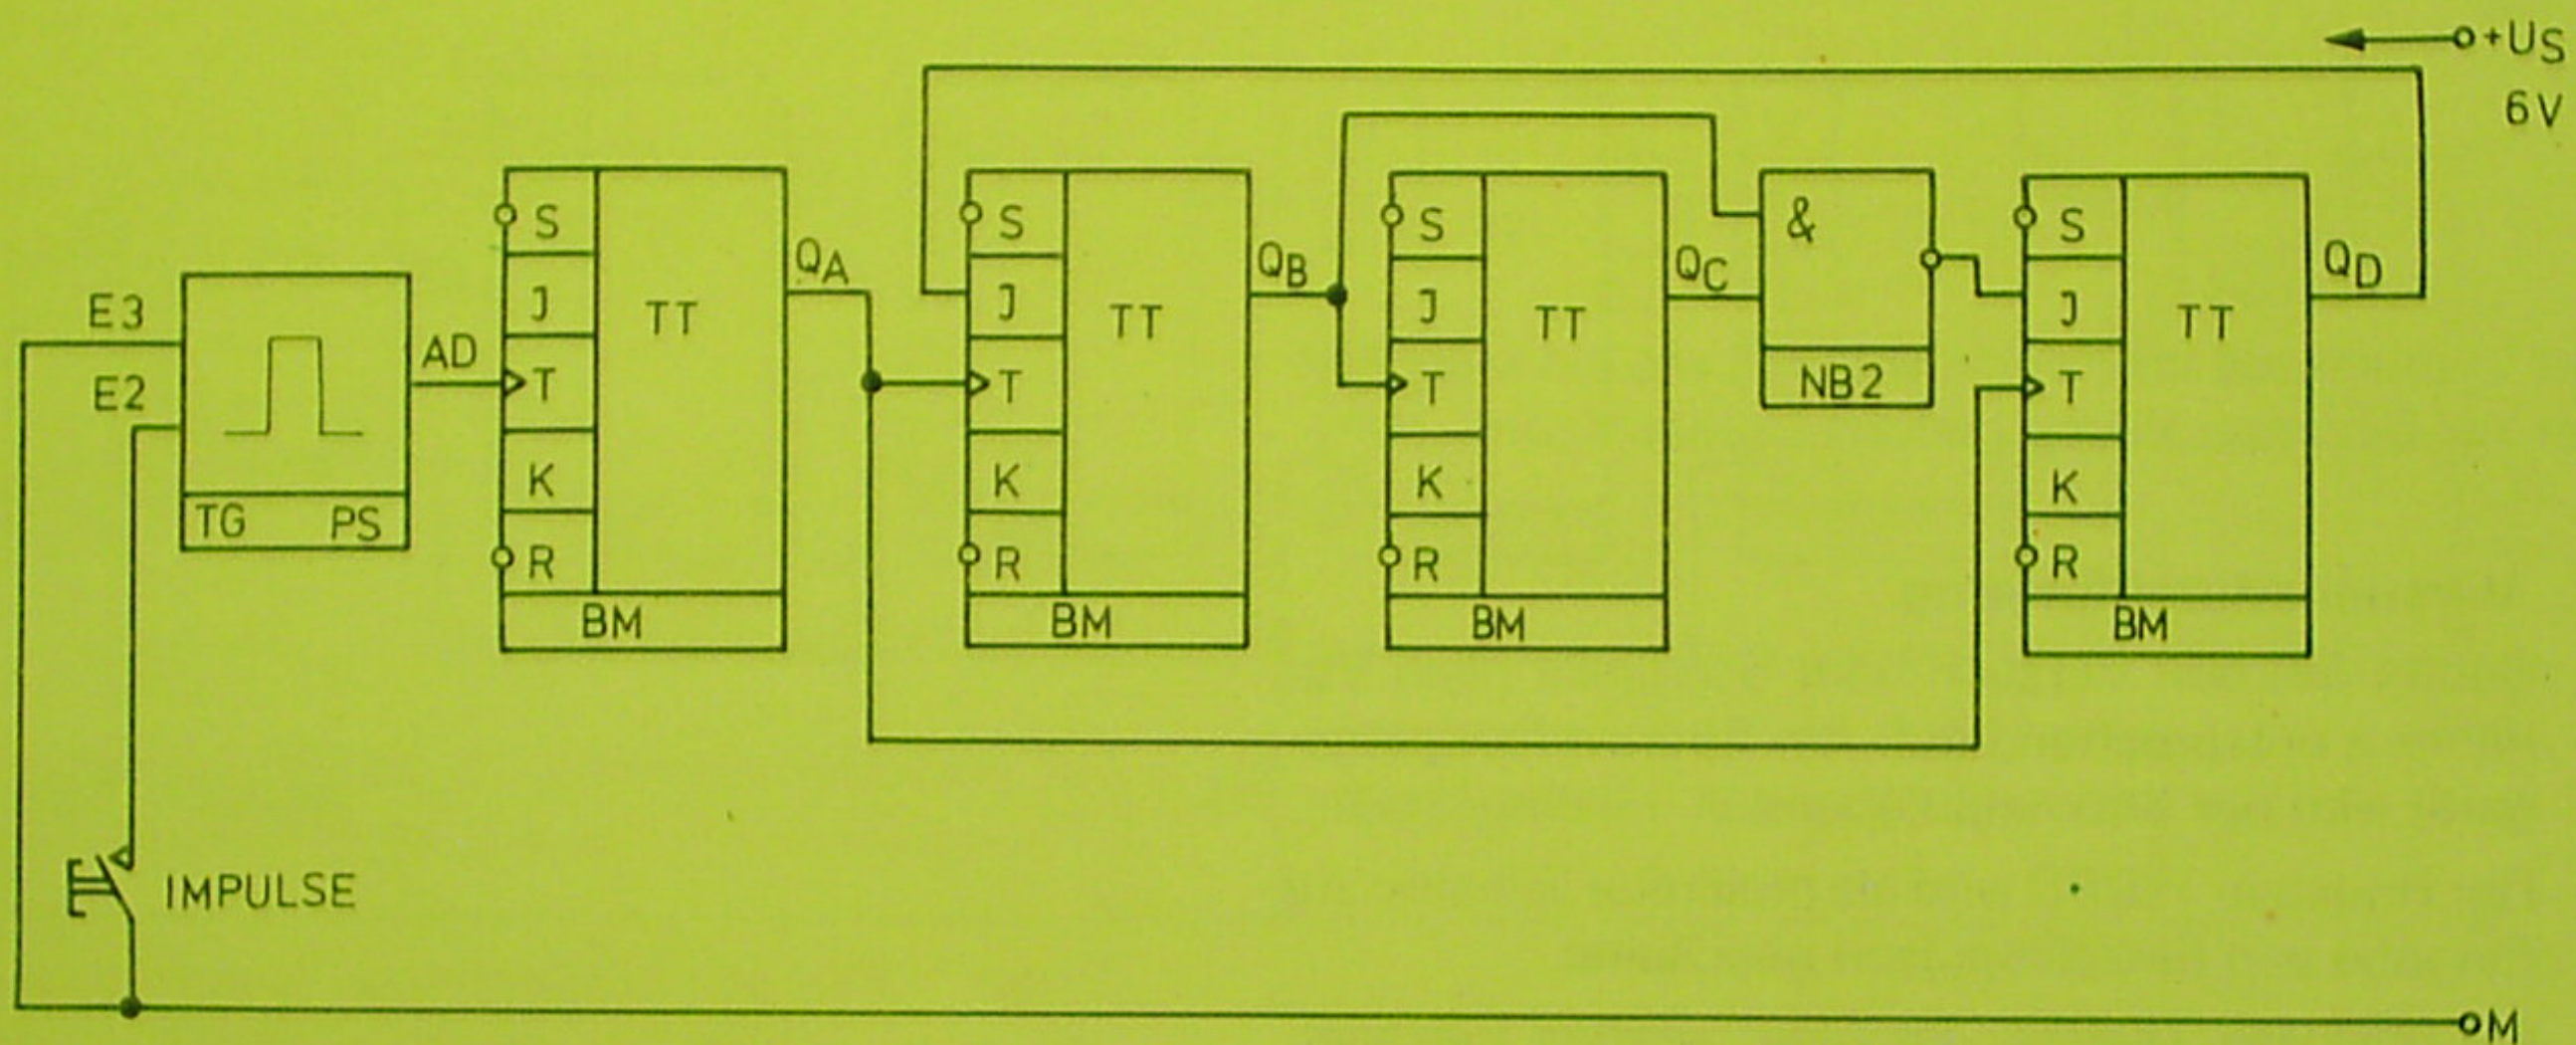 +US
6V
E3
E2
TG PS
AD
S
J
T
K
R
TT
BM
QA
S
J
T
K
R
TT
BM
QB
S
J
T
K
R
TT
BM
QC
&
NB2
S
J
T
K
R
TT
BM
QD
IMPULSE
M